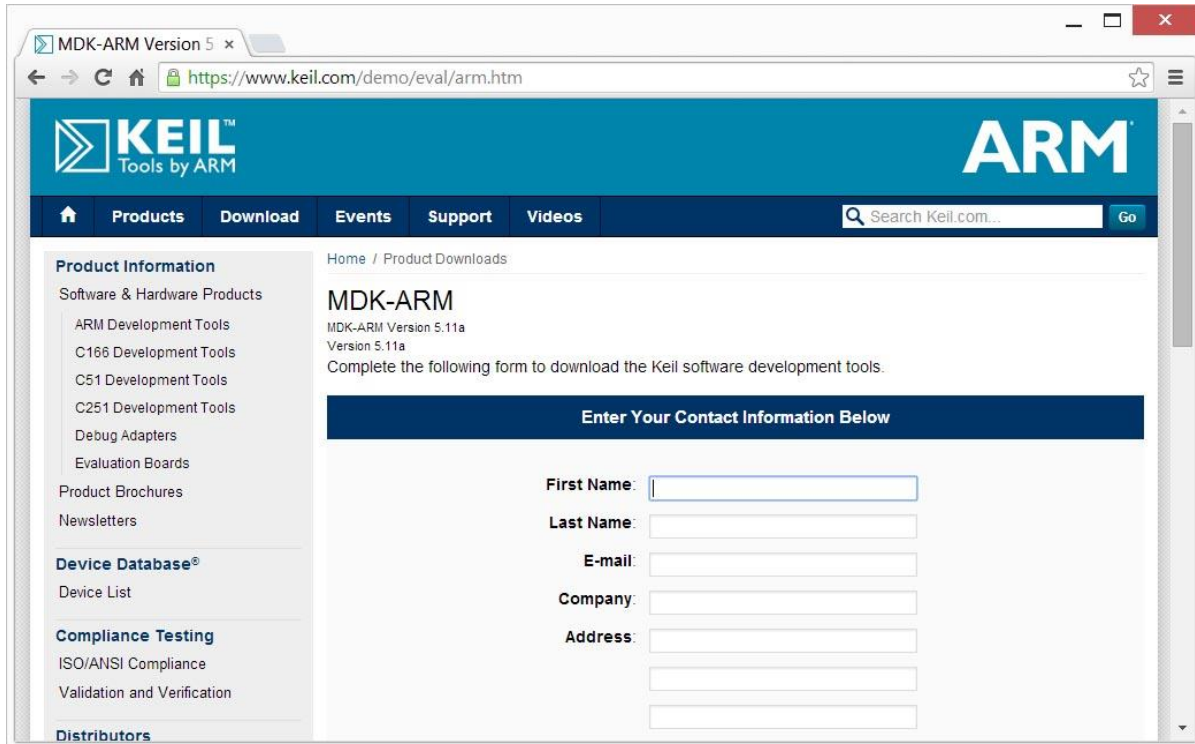 MDK-ARM Version 5
https://www.keil.com/demo/eval/arm.htm
KEIL™
Tools by ARM
ARM
Products Download Events Support Videos Search Keil.com... Go
Product Information
Software & Hardware Products
ARM Development Tools
C166 Development Tools
C51 Development Tools
C251 Development Tools
Debug Adapters
Evaluation Boards
Product Brochures
Newsletters
Device Database®
Device List
Compliance Testing
ISO/ANSI Compliance
Validation and Verification
Distributors
Home / Product Downloads
MDK-ARM
MDK-ARM Version 5.11a
Version 5.11a
Complete the following form to download the Keil software development tools.
Enter Your Contact Information Below
First Name:
Last Name:
E-mail:
Company:
Address: